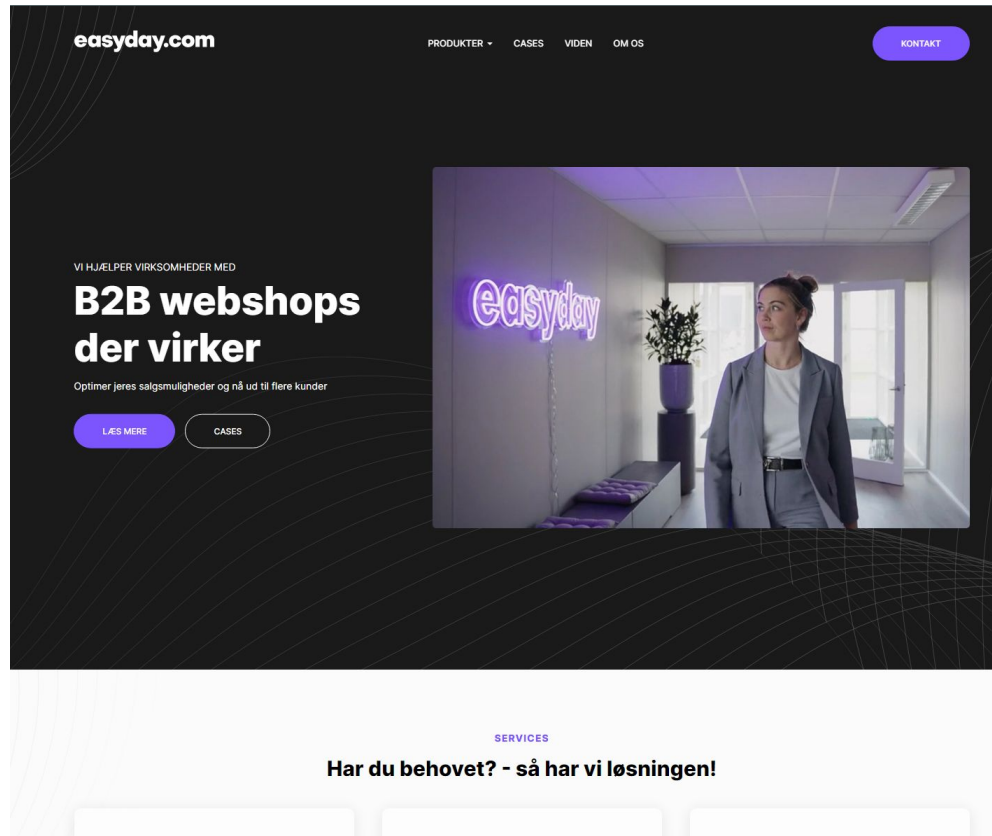 easyday.com
PRODUKTER
CASES
VIDEN
OM OS
KONTAKT
VI HJÆLPER VIRKSOMHEDER MED
B2B webshops
der virker
Optimer jeres salgsmuligheder og nå ud til flere kunder
LÆS MERE
CASES
easyday
SERVICES
Har du behovet? - så har vi løsningen!